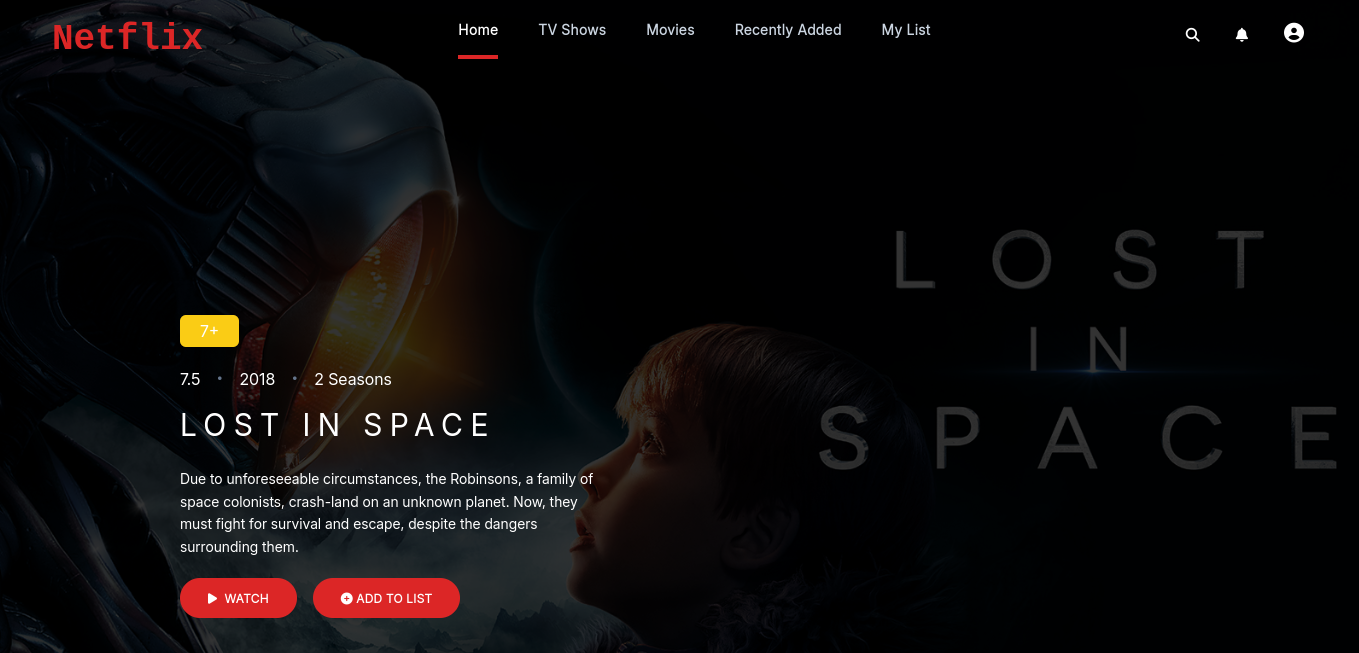 Netflix
Home TV Shows Movies Recently Added My List
LOST
IN
SPACE
7+
7.5 • 2018 • 2 Seasons
LOST IN SPACE
Due to unforeseeable circumstances, the Robinsons, a family of
space colonists, crash-land on an unknown planet. Now, they
must fight for survival and escape, despite the dangers
surrounding them.
WATCH ADD TO LIST